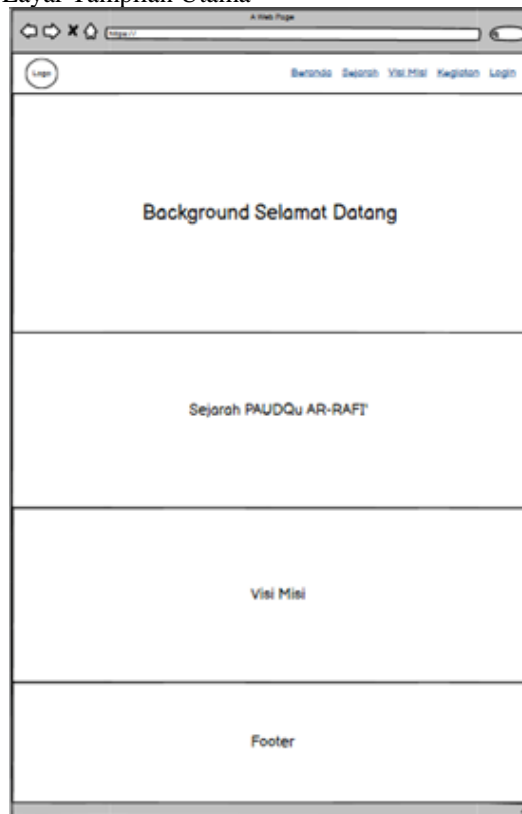 Layar Tampilan Utama
A Web Page
https://
Logo
Beranda Sejarah Visi Misi Kegiatan Login
Background Selamat Datang
Sejarah PAUDQu AR-RAFI'
Visi Misi
Footer